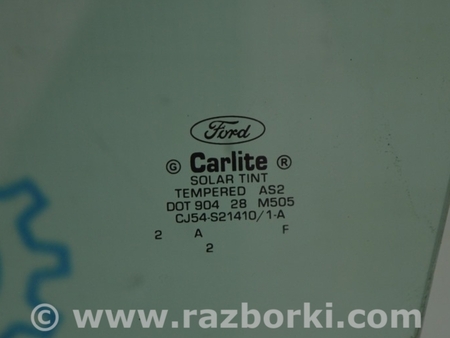 Ford
G Carlite R
SOLAR TINT
TEMPERED AS2
DOT 904 28 M505
CJ54-S21410/1-A
2 A F
2
www.razborki.com